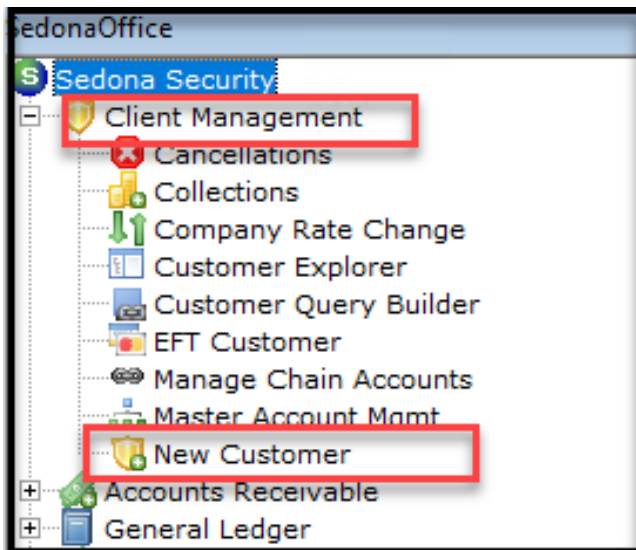 SedonaOffice
S
Sedona Security
Client Management
Cancellations
Collections
Company Rate Change
Customer Explorer
Customer Query Builder
EFT Customer
Manage Chain Accounts
Master Account Mgmt
New Customer
Accounts Receivable
General Ledger